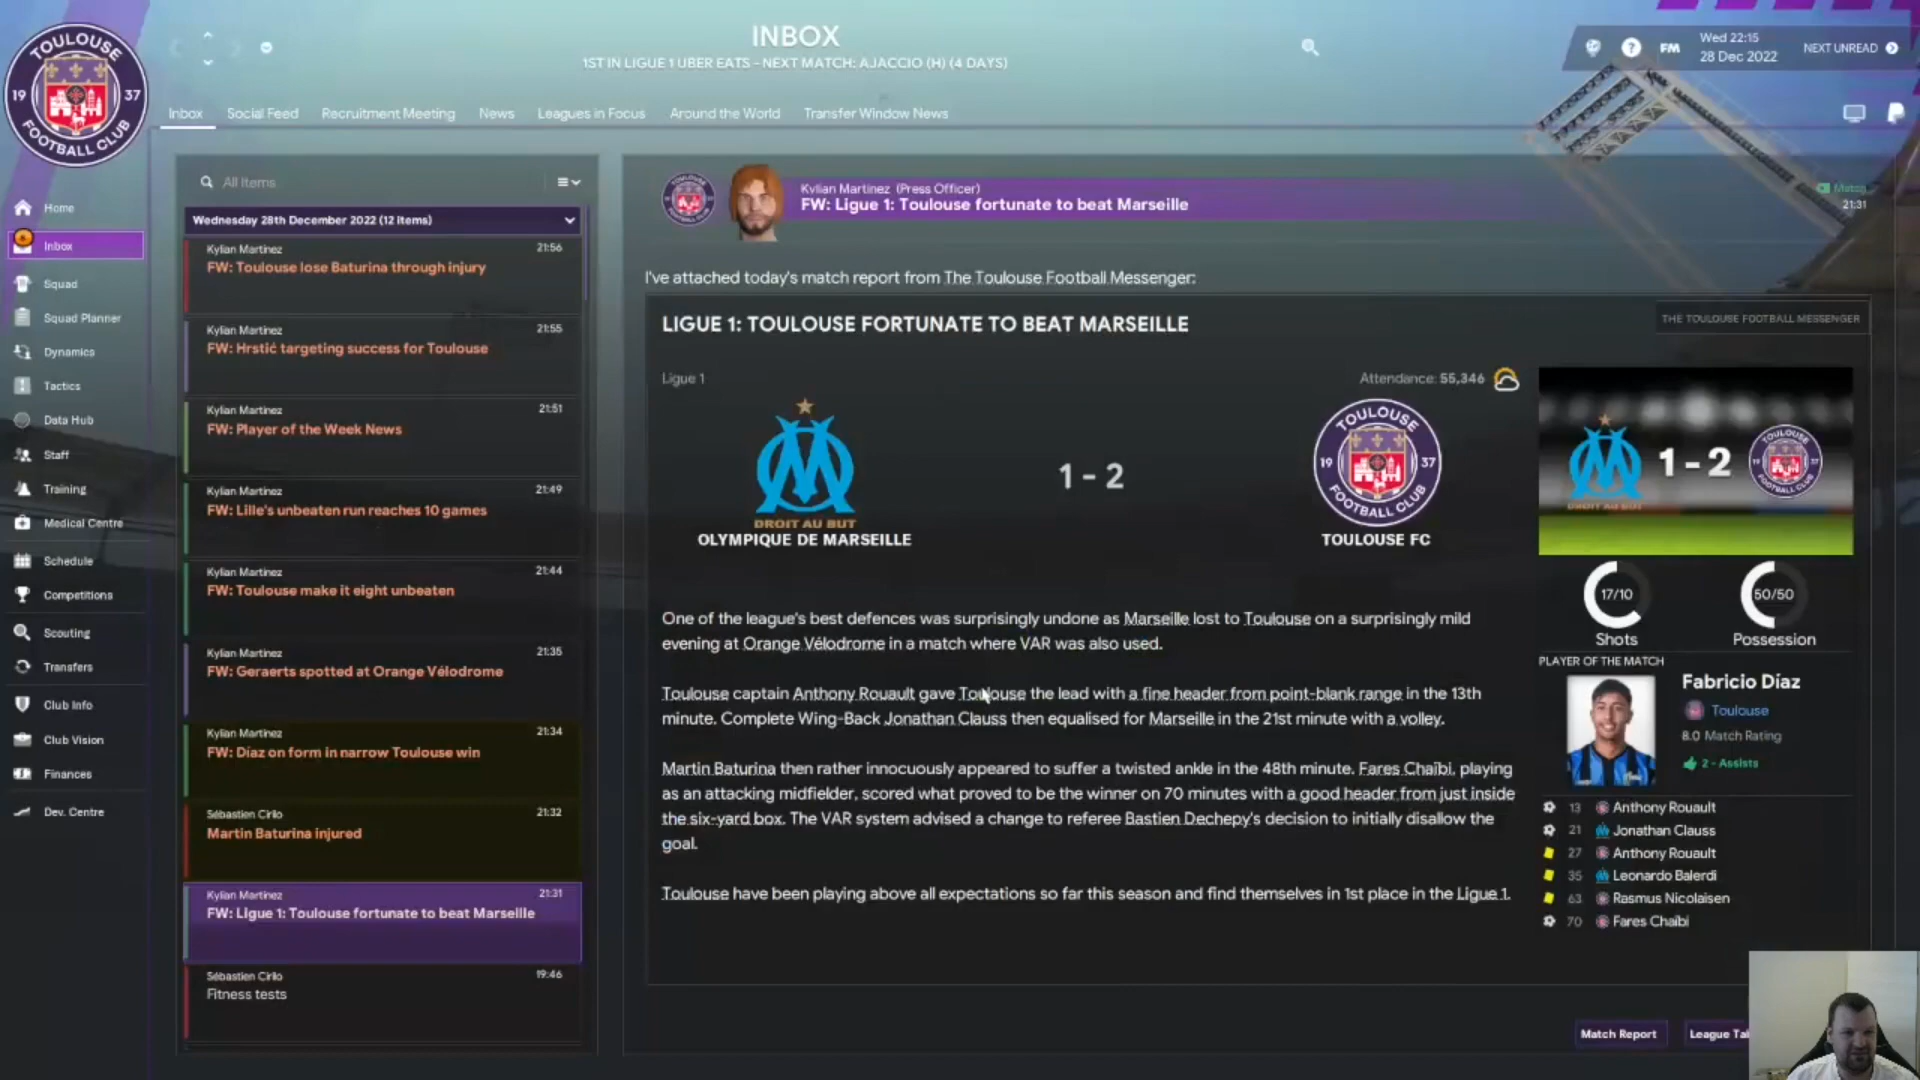 INBOX
1ST IN LIGUE 1 UBER EATS - NEXT MATCH: AJACCIO (H) (4 DAYS)
FM
Wed 22:15
28 Dec 2022
NEXT UNREAD
TOULOUSE
19 37
FOOTBALL CLUB
Inbox
Social Feed
Recruitment Meeting
News
Leagues in Focus
Around the World
Transfer Window News
Home
Inbox
Squad
Squad Planner
Dynamics
Tactics
Data Hub
Staff
Training
Medical Centre
Schedule
Competitions
Scouting
Transfers
Club Info
Club Vision
Finances
Dev. Centre
All Items
Wednesday 28th December 2022 (12 items)
Kylian Martinez 21:56
FW: Toulouse lose Baturina through injury
Kylian Martinez 21:55
FW: Hrstić targeting success for Toulouse
Kylian Martinez 21:51
FW: Player of the Week News
Kylian Martinez 21:49
FW: Lille's unbeaten run reaches 10 games
Kylian Martinez 21:44
FW: Toulouse make it eight unbeaten
Kylian Martinez 21:35
FW: Geraerts spotted at Orange Vélodrome
Kylian Martinez 21:34
FW: Díaz on form in narrow Toulouse win
Sébastien Cirilo 21:32
Martin Baturina injured
Kylian Martinez 21:31
FW: Ligue 1: Toulouse fortunate to beat Marseille
Sébastien Cirilo 19:46
Fitness tests
Kylian Martinez (Press Officer)
FW: Ligue 1: Toulouse fortunate to beat Marseille
Match
21:31
I've attached today's match report from The Toulouse Football Messenger:
LIGUE 1: TOULOUSE FORTUNATE TO BEAT MARSEILLE
THE TOULOUSE FOOTBALL MESSENGER
Ligue 1
Attendance: 55,346
DROIT AU BUT
OLYMPIQUE DE MARSEILLE
1 - 2
TOULOUSE
19 37
FOOTBALL CLUB
TOULOUSE FC
One of the league's best defences was surprisingly undone as Marseille lost to Toulouse on a surprisingly mild
evening at Orange Vélodrome in a match where VAR was also used.
Toulouse captain Anthony Rouault gave Toulouse the lead with a fine header from point-blank range in the 13th
minute. Complete Wing-Back Jonathan Clauss then equalised for Marseille in the 21st minute with a volley.
Martin Baturina then rather innocuously appeared to suffer a twisted ankle in the 48th minute. Fares Chaïbi, playing
as an attacking midfielder, scored what proved to be the winner on 70 minutes with a good header from just inside
the six-yard box. The VAR system advised a change to referee Bastien Dechepy's decision to initially disallow the
goal.
Toulouse have been playing above all expectations so far this season and find themselves in 1st place in the Ligue 1.
1 - 2
17/10
Shots
50/50
Possession
PLAYER OF THE MATCH
Fabricio Díaz
Toulouse
8.0 Match Rating
2 - Assists
13 Anthony Rouault
21 Jonathan Clauss
27 Anthony Rouault
35 Leonardo Balerdi
63 Rasmus Nicolaisen
70 Fares Chaïbi
Match Report
League Ta